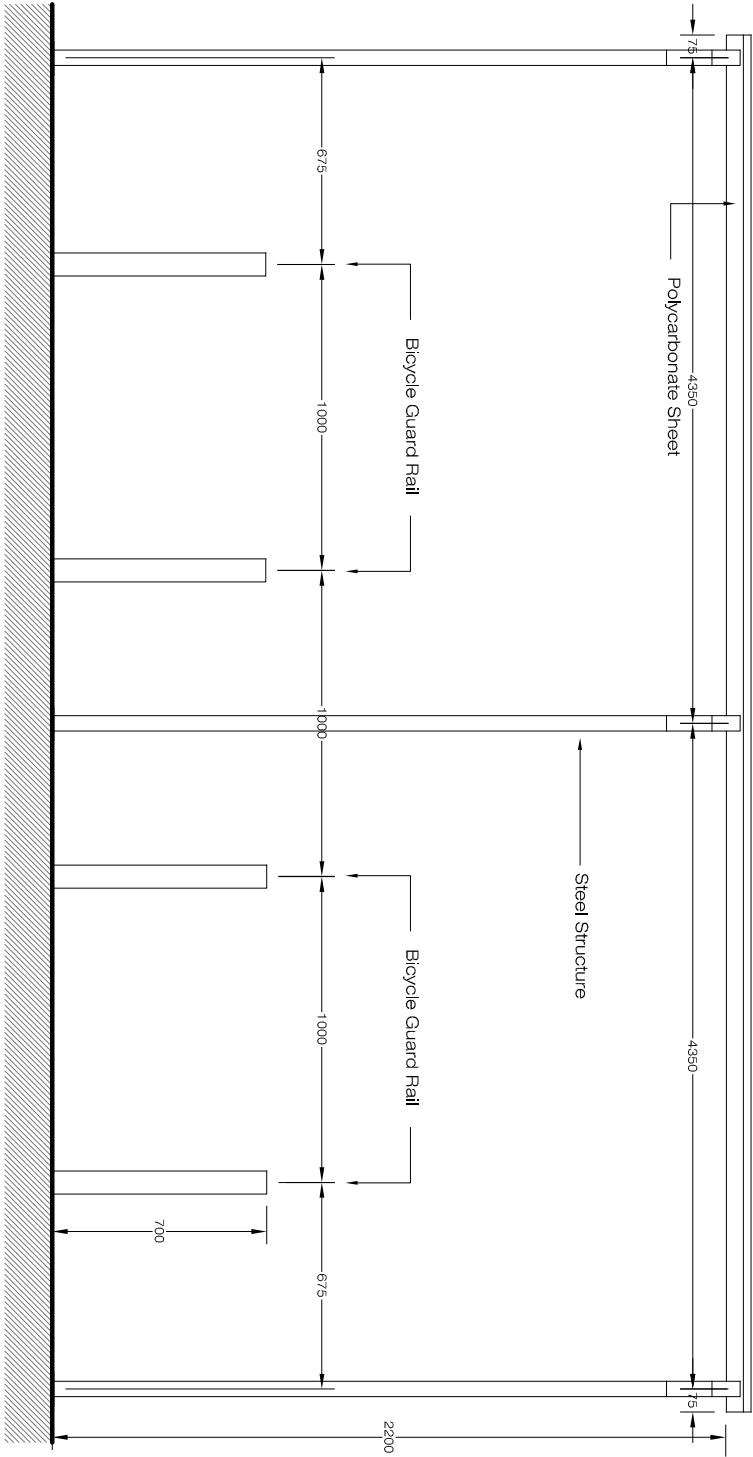 75
4350
4350
75
Polycarbonate Sheet
Steel Structure
Bicycle Guard Rail
Bicycle Guard Rail
2200
675
1000
1000
1000
675
700